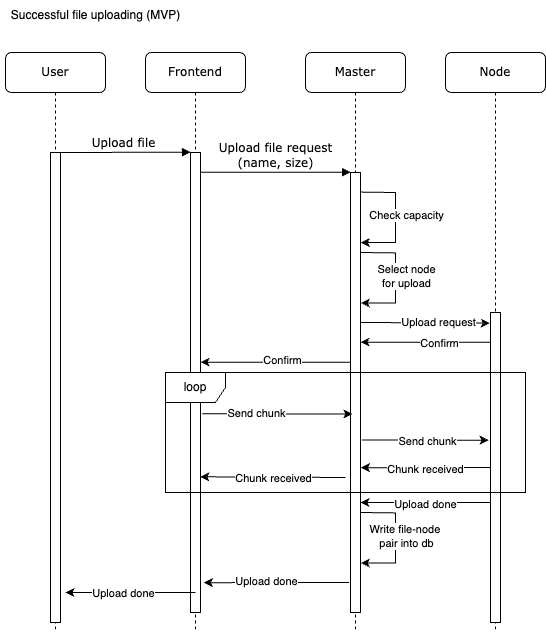 Successful file uploading (MVP)
User
Frontend
Master
Node
Upload file
Upload file request
(name, size)
Check capacity
Select node
for upload
Upload request
Confirm
Confirm
loop
Send chunk
Send chunk
Chunk received
Chunk received
Upload done
Write file-node
pair into db
Upload done
Upload done